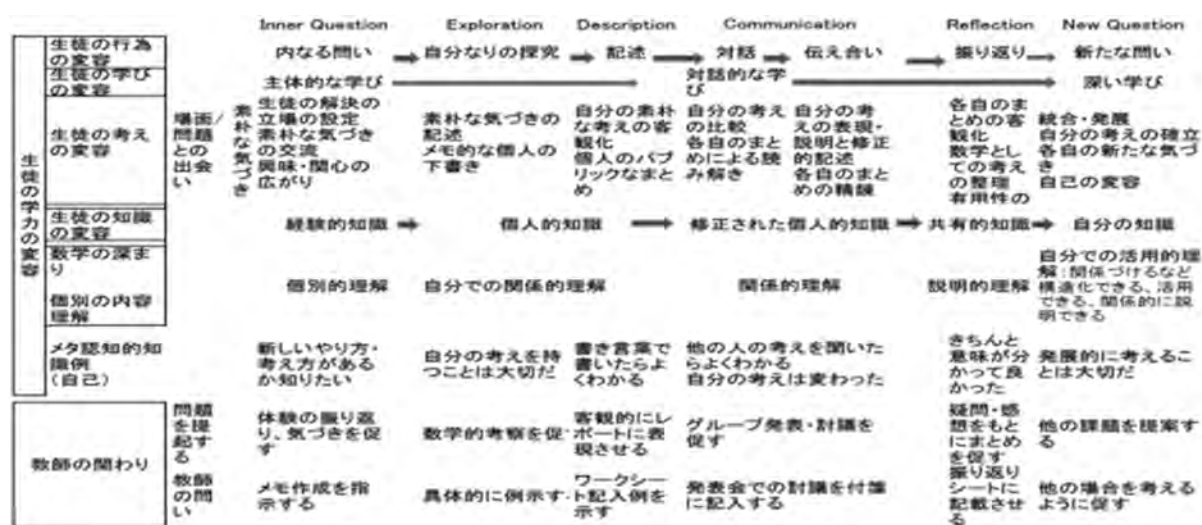 Inner Question Exploration Description Communication Reflection New Question
生徒の行為
の変容
内なる問い 自分なりの探究 記述 対話 伝え合い 振り返り 新たな問い
生徒の学び
の変容
主体的な学び
対話的な学
び
深い学び
生徒の学力の変容
生徒の考え
の変容
場面/
問題
との
出会
い
素朴な気づき
生徒の解決の
立場の設定
素朴な気づき
の交流
興味・関心の
広がり
素朴な気づきの
記述
メモ的な個人の
下書き
自分の素朴
な考えの客
観化
個人のパブ
リックなまと
め
自分の考え
の比較
各自のまと
めによる読
み解き
自分の考
えの表現・
説明と修正
的記述
各自のまと
めの精錬
各自のま
とめの客
観化
数学とし
ての考え
の整理
有用性の
統合・発展
自分の考えの確立
各自の新たな気づ
き
自己の変容
生徒の知識
の変容
経験的知識 個人的知識 修正された個人的知識 共有的知識 自分の知識
数学の深ま
り
個別の内容
理解
個別的理解 自分での関係的理解 関係的理解 説明的理解
自分での活用的理
解:関係づけるなど
構造化できる、活用
できる、関係的に説
明できる
メタ認知的知
識例
(自己)
新しいやり方・
考え方がある
か知りたい
自分の考えを持
つことは大切だ
書き言葉で
書いたらよ
くわかる
他の人の考えを聞いた
らよくわかる
自分の考えは変わった
きちんと
意味が分
かって良
かった
発展的に考えるこ
とは大切だ
教師の関わり
問題
を提
起す
る
体験の振り返
り、気づきを促
す
数学的考察を促
客観的にレ
ポートに表
現させる
グループ発表・討議を
促す
疑問・感
想をもと
にまとめ
を促す
他の課題を提案す
る
教師
の問
い
メモ作成を指
示する
具体的に例示す
ワークシー
ト記入例を
示す
発表会での討議を付箋
に記入する
振り返り
シートに
記載させ
る
他の場合を考える
ように促す